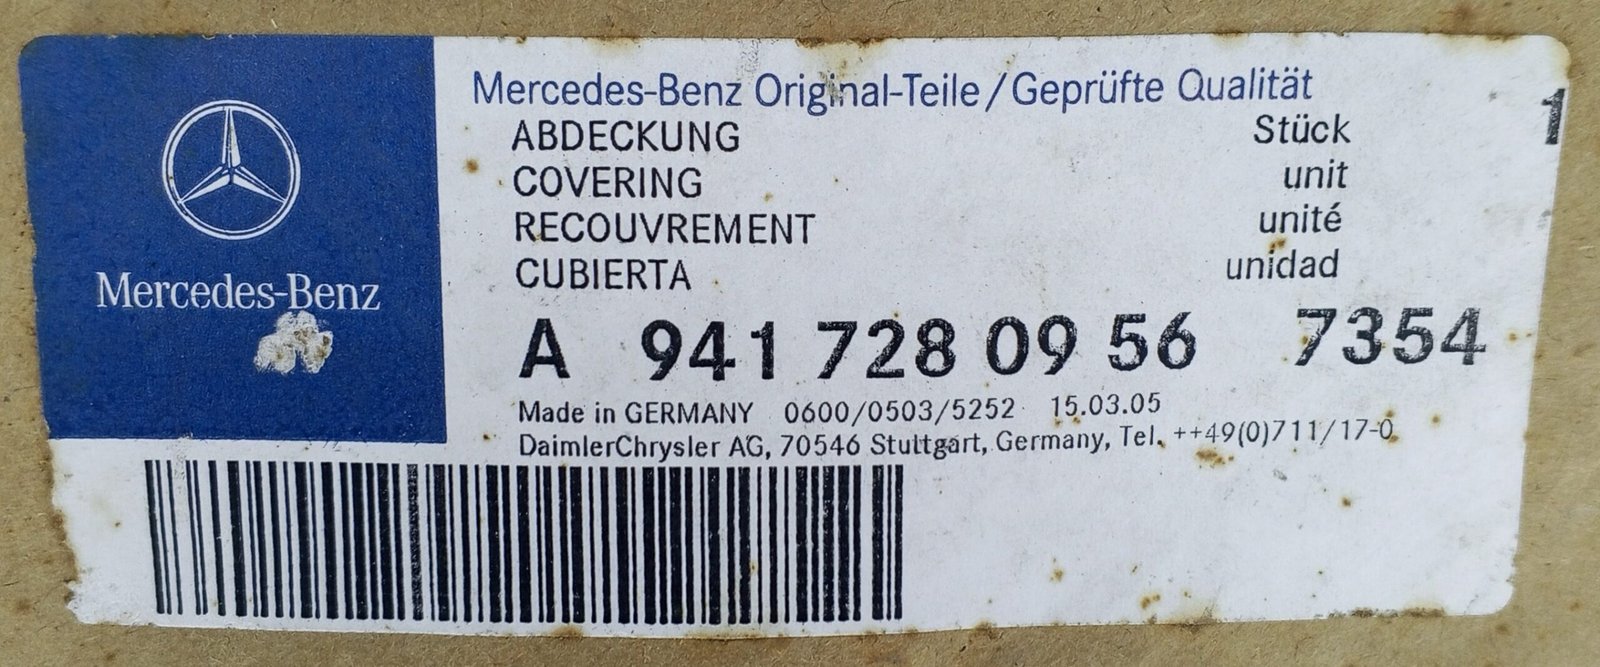 Mercedes-Benz
Mercedes-Benz Original-Teile/Geprüfte Qualität
ABDECKUNG Stück 1
COVERING unit
RECOUVREMENT unité
CUBIERTA unidad
A 941 728 09 56 7354
Made in GERMANY 0600/0503/5252 15.03.05
DaimlerChrysler AG, 70546 Stuttgart, Germany, Tel. ++49(0)711/17-0